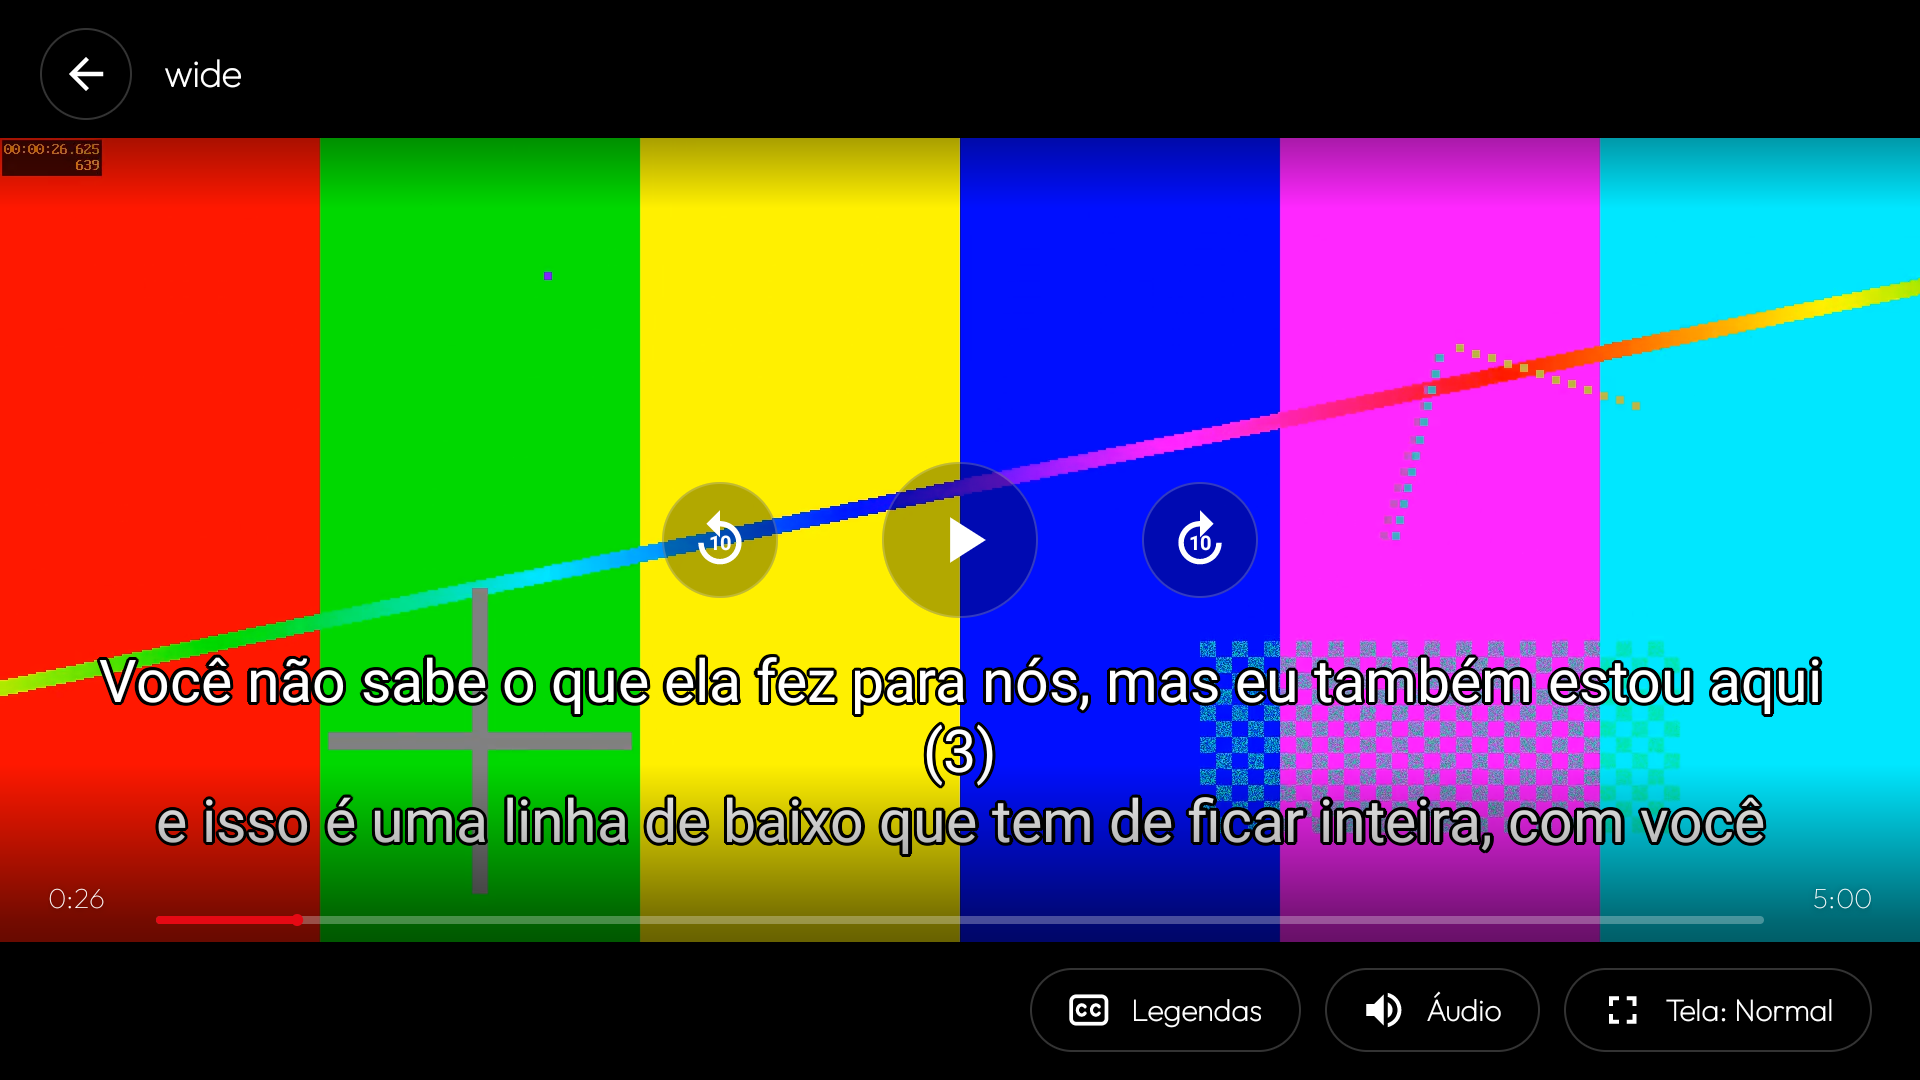 wide
00:00:26.625
639
10
10
Você não sabe o que ela fez para nós, mas eu também estou aqui
(3)
e isso é uma linha de baixo que tem de ficar inteira, com você
0:26
5:00
CC Legendas
Áudio
Tela: Normal